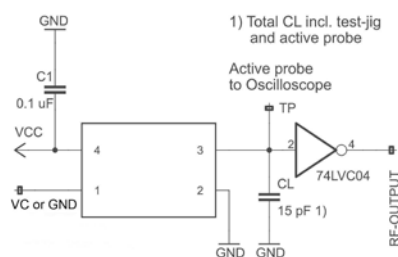 GND
1) Total CL incl. test-jig
and active probe
C1
0.1 uF
Active probe
to Oscilloscope
TP
VCC
4
3
2
4
74LVC04
1
2
VC or GND
CL
15 pF 1)
GND
GND
RF-OUTPUT